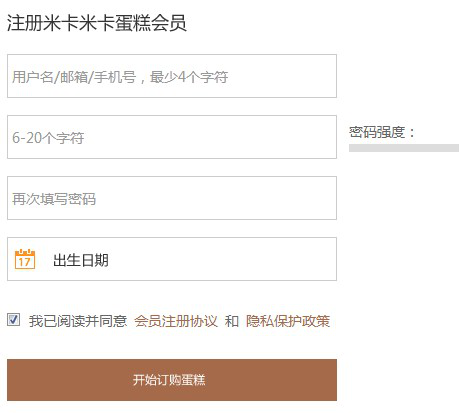 注册米卡米卡蛋糕会员
用户名/邮箱/手机号，最少4个字符
6-20个字符
密码强度：
再次填写密码
17 出生日期
我已阅读并同意 会员注册协议 和 隐私保护政策
开始订购蛋糕